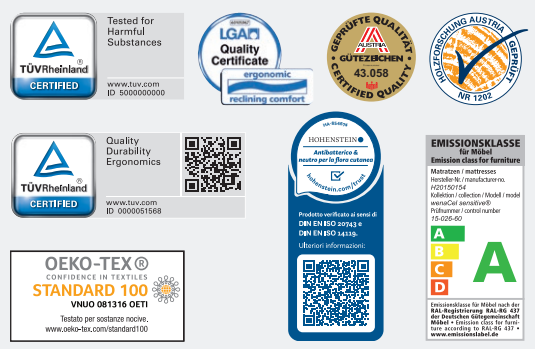 TÜVRheinland
CERTIFIED
Tested for
Harmful
Substances
www.tuv.com
ID 5000000000
LGA
Quality
Certificate
ergonomic
reclining comfort
GEPRÜFTE QUALITÄT
AUSTRIA
GÜTEZEICHEN
43.058
CERTIFIED QUALITY
HOLZFORSCHUNG AUSTRIA
GEPRÜFT
NR 1202
TÜVRheinland
CERTIFIED
Quality
Durability
Ergonomics
www.tuv.com
ID 0000051568
HOHENSTEIN
Antibatterico &
neutro per la flora cutanea
hohenstein.com/trust
Prodotto verificato ai sensi di
DIN EN ISO 20743 e
DIN EN ISO 14119.
Ulteriori informazioni:
EMISSIONSKLASSE
für Möbel
Emission class for furniture
Matratzen / mattresses
Hersteller-Nr. / manufacturer-no.
H20150154
Kollektion / collection / Modell / model
wenaCel sensitive®
Prüfnummer / control number
15-026-60
A
B
C
D
A
Emissionsklasse für Möbel nach der
RAL-Registrierung RAL-RG 437
der Deutschen Gütegemeinschaft
Möbel • Emission class for furni-
ture according to RAL-RG 437 •
www.emissionslabel.de
OEKO-TEX®
CONFIDENCE IN TEXTILES
STANDARD 100
VNUO 081316 OETI
Testato per sostanze nocive.
www.oeko-tex.com/standard100